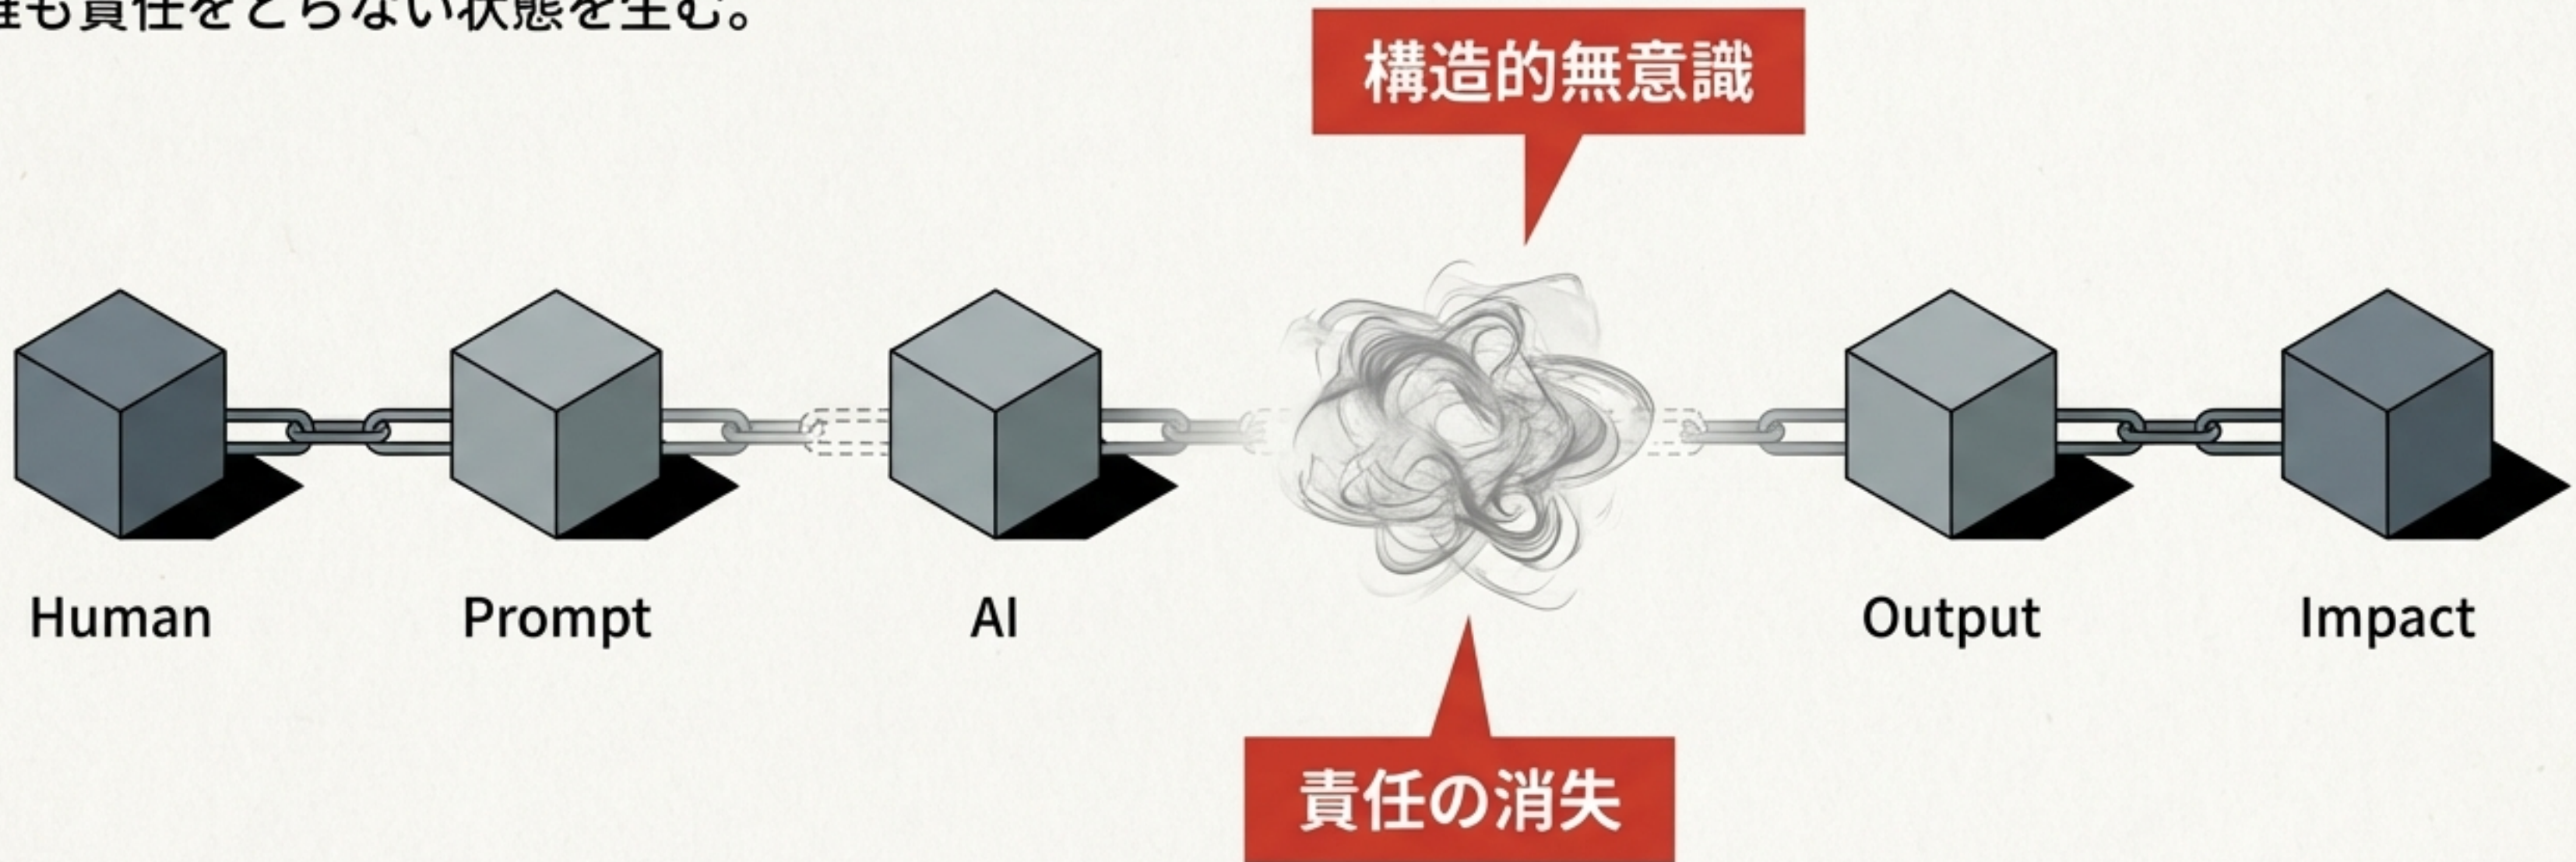 誰も責任をとらない状態を生む。
構造的無意識
Human
Prompt
AI
Output
Impact
責任の消失